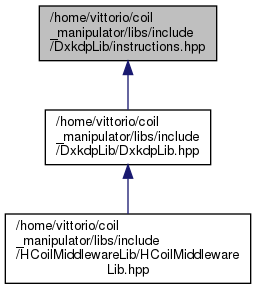 /home/vittorio/coil
_manipulator/libs/include
/DxkdpLib/instructions.hpp
/home/vittorio/coil
_manipulator/libs/include
/DxkdpLib/DxkdpLib.hpp
/home/vittorio/coil
_manipulator/libs/include
/HCoilMiddlewareLib/HCoilMiddleware
Lib.hpp